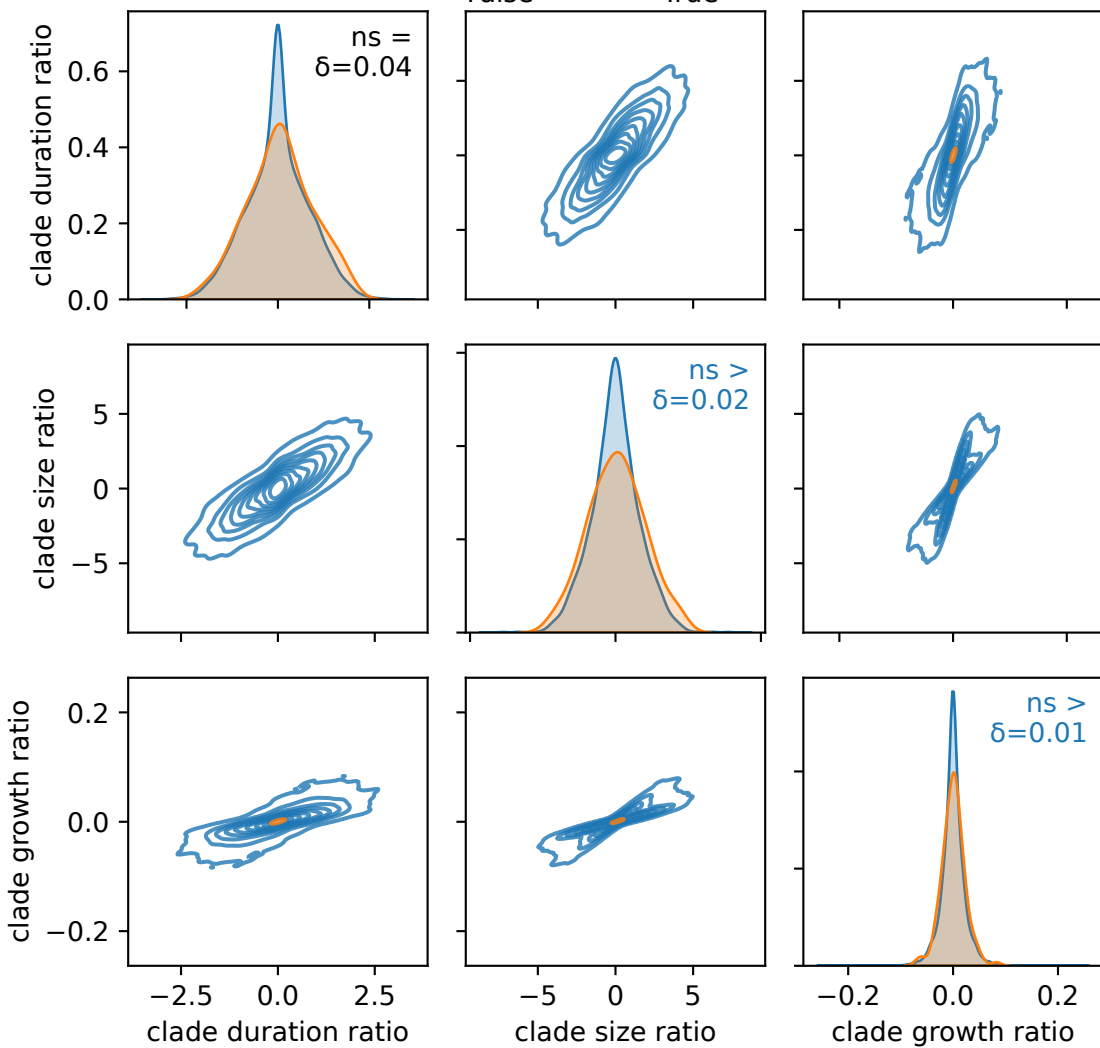 clade duration ratio
0.6
0.4
0.2
0.0
ns =
δ=0.04
clade size ratio
5
0
−5
ns >
δ=0.02
clade growth ratio
0.2
0.0
−0.2
ns >
δ=0.01
−2.5 0.0 2.5
−5 0 5
−0.2 0.0 0.2
clade duration ratio
clade size ratio
clade growth ratio